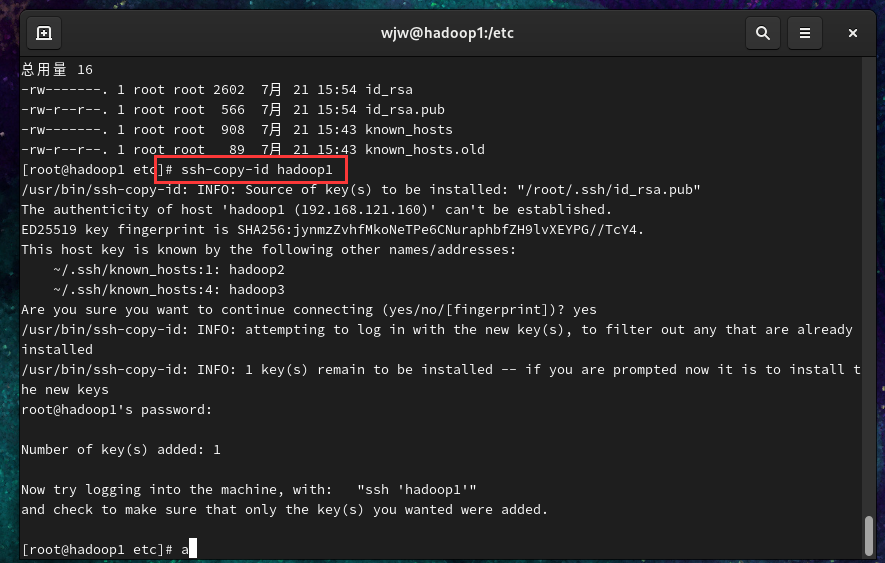 wjw@hadoop1:/etc
总用量 16
-rw-------. 1 root root 2602  7月  21 15:54 id_rsa
-rw-r--r--. 1 root root  566  7月  21 15:54 id_rsa.pub
-rw-------. 1 root root  908  7月  21 15:43 known_hosts
-rw-r--r--. 1 root root   89  7月  21 15:43 known_hosts.old
[root@hadoop1 etc]# ssh-copy-id hadoop1
/usr/bin/ssh-copy-id: INFO: Source of key(s) to be installed: "/root/.ssh/id_rsa.pub"
The authenticity of host 'hadoop1 (192.168.121.160)' can't be established.
ED25519 key fingerprint is SHA256:jynmzZvhfMkoNeTPe6CNuraphbfZH9lvXEYPG//TcY4.
This host key is known by the following other names/addresses:
    ~/.ssh/known_hosts:1: hadoop2
    ~/.ssh/known_hosts:4: hadoop3
Are you sure you want to continue connecting (yes/no/[fingerprint])? yes
/usr/bin/ssh-copy-id: INFO: attempting to log in with the new key(s), to filter out any that are already
installed
/usr/bin/ssh-copy-id: INFO: 1 key(s) remain to be installed -- if you are prompted now it is to install t
he new keys
root@hadoop1's password:
Number of key(s) added: 1
Now try logging into the machine, with:   "ssh 'hadoop1'"
and check to make sure that only the key(s) you wanted were added.
[root@hadoop1 etc]# a